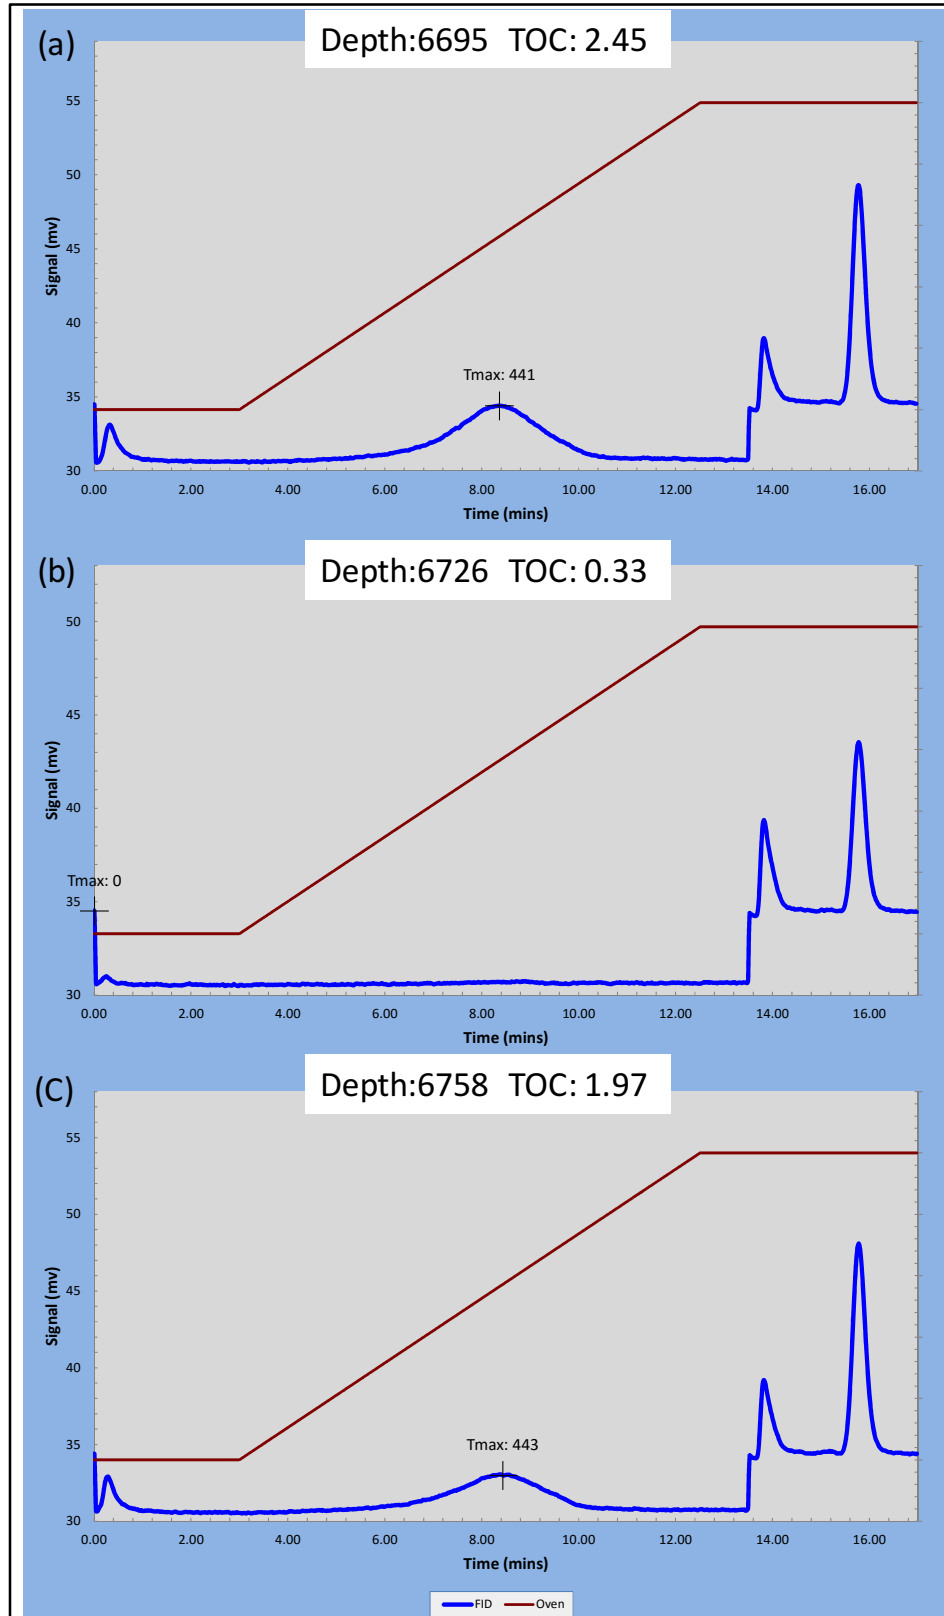 (a)
Depth:6695 TOC: 2.45
55
50
45
40
35
30
Signal (mv)
Tmax: 441
0.00 2.00 4.00 6.00 8.00 10.00 12.00 14.00 16.00
Time (mins)
(b)
Depth:6726 TOC: 0.33
50
45
40
35
30
Signal (mv)
Tmax: 0
0.00 2.00 4.00 6.00 8.00 10.00 12.00 14.00 16.00
Time (mins)
(C)
Depth:6758 TOC: 1.97
55
50
45
40
35
30
Signal (mv)
Tmax: 443
0.00 2.00 4.00 6.00 8.00 10.00 12.00 14.00 16.00
Time (mins)
FID Oven